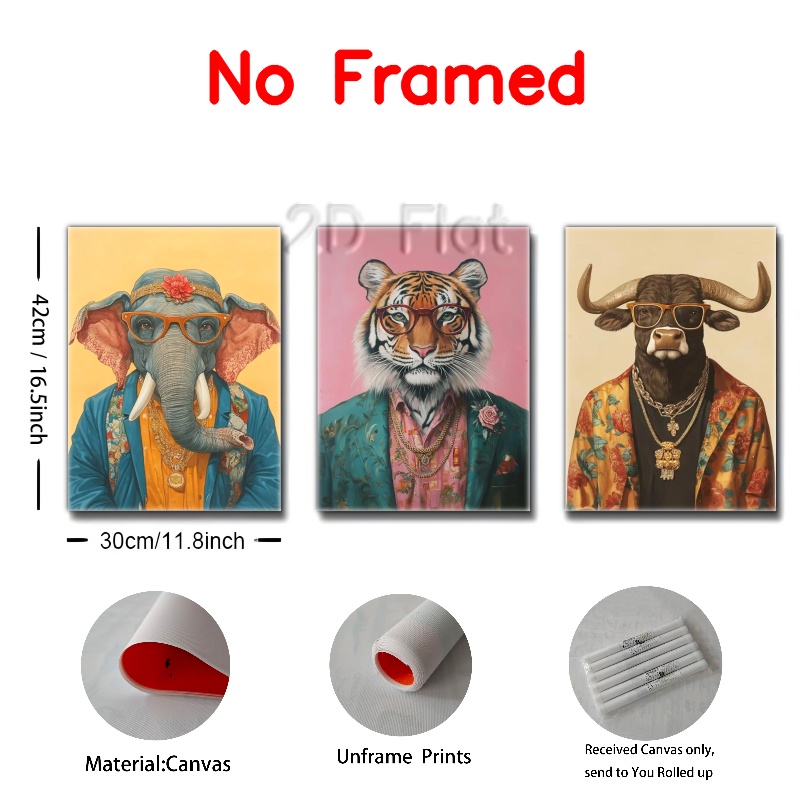 No Framed
2D Flat
42cm / 16.5inch
30cm/11.8inch
Material:Canvas
Unframe Prints
Received Canvas only,
send to You Rolled up